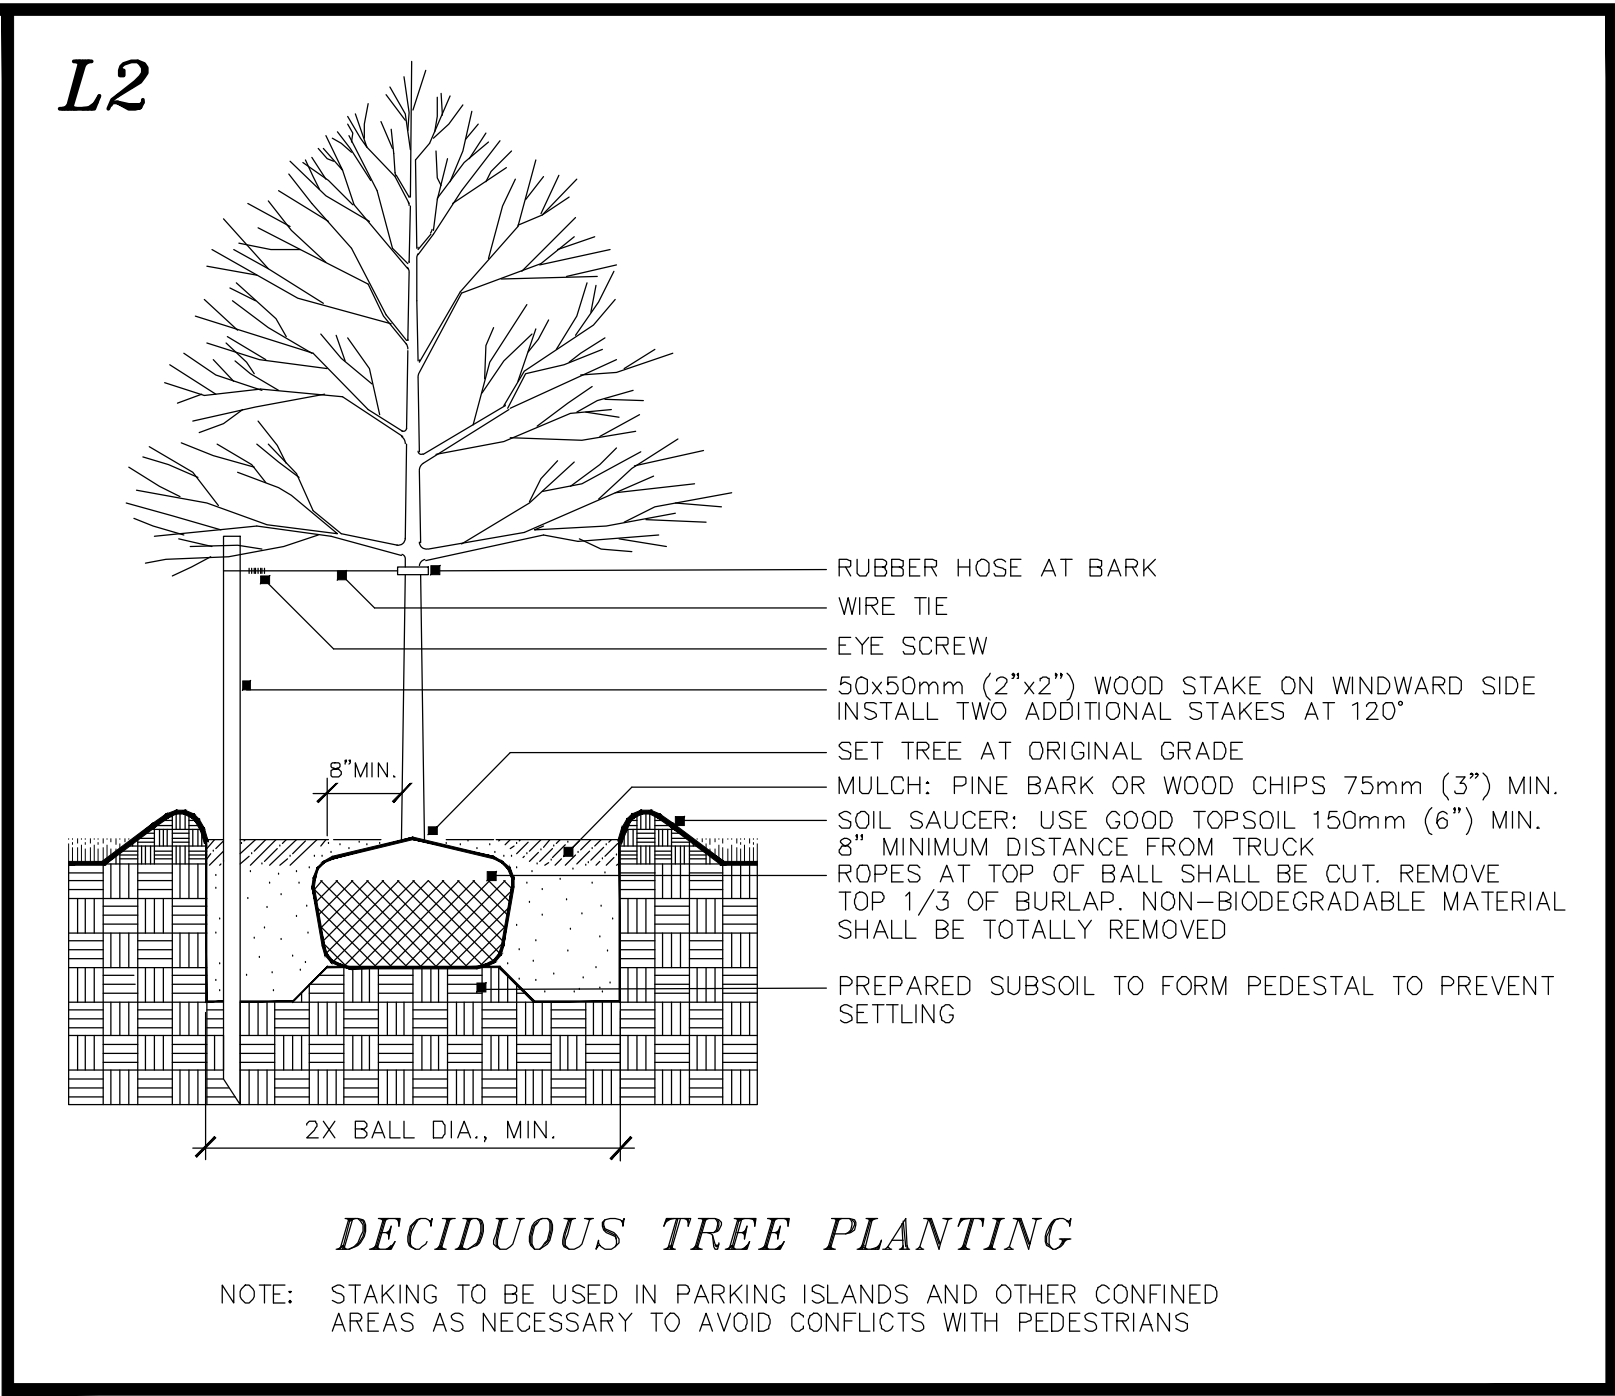 L2
RUBBER HOSE AT BARK
WIRE TIE
EYE SCREW
50x50mm (2"x2") WOOD STAKE ON WINDWARD SIDE
INSTALL TWO ADDITIONAL STAKES AT 120°
SET TREE AT ORIGINAL GRADE
8"MIN.
MULCH: PINE BARK OR WOOD CHIPS 75mm (3") MIN.
SOIL SAUCER: USE GOOD TOPSOIL 150mm (6") MIN.
8" MINIMUM DISTANCE FROM TRUCK
ROPES AT TOP OF BALL SHALL BE CUT. REMOVE
TOP 1/3 OF BURLAP. NON-BIODEGRADABLE MATERIAL
SHALL BE TOTALLY REMOVED
PREPARED SUBSOIL TO FORM PEDESTAL TO PREVENT
SETTLING
2X BALL DIA., MIN.
DECIDUOUS TREE PLANTING
NOTE: STAKING TO BE USED IN PARKING ISLANDS AND OTHER CONFINED
AREAS AS NECESSARY TO AVOID CONFLICTS WITH PEDESTRIANS